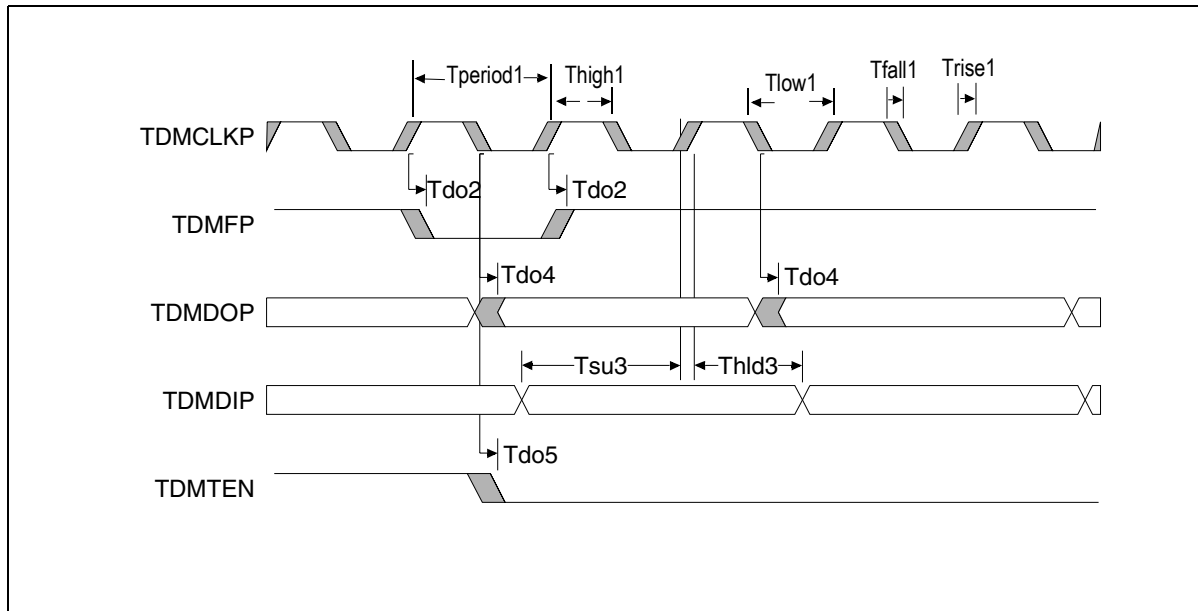 Tperiod1
Thigh1
Tlow1
Tfall1
Trise1
TDMCLKP
Tdo2
Tdo2
TDMFP
Tdo4
Tdo4
TDMDOP
Tsu3
Thld3
TDMDIP
Tdo5
TDMTEN